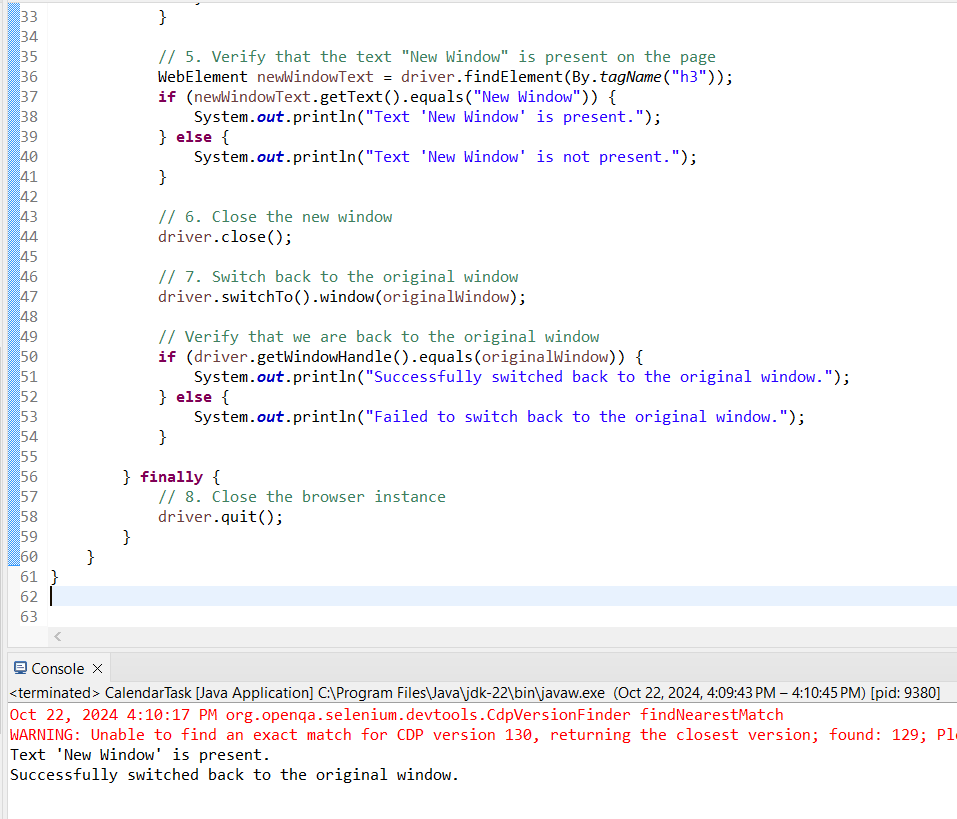 33             }
34
35             // 5. Verify that the text "New Window" is present on the page
36             WebElement newWindowText = driver.findElement(By.tagName("h3"));
37             if (newWindowText.getText().equals("New Window")) {
38                 System.out.println("Text 'New Window' is present.");
39             } else {
40                 System.out.println("Text 'New Window' is not present.");
41             }
42
43             // 6. Close the new window
44             driver.close();
45
46             // 7. Switch back to the original window
47             driver.switchTo().window(originalWindow);
48
49             // Verify that we are back to the original window
50             if (driver.getWindowHandle().equals(originalWindow)) {
51                 System.out.println("Successfully switched back to the original window.");
52             } else {
53                 System.out.println("Failed to switch back to the original window.");
54             }
55
56         } finally {
57             // 8. Close the browser instance
58             driver.quit();
59         }
60     }
61 }
62
63
Console
<terminated> CalendarTask [Java Application] C:\Program Files\Java\jdk-22\bin\javaw.exe (Oct 22, 2024, 4:09:43 PM – 4:10:45 PM) [pid: 9380]
Oct 22, 2024 4:10:17 PM org.openqa.selenium.devtools.CdpVersionFinder findNearestMatch
WARNING: Unable to find an exact match for CDP version 130, returning the closest version; found: 129; Ple
Text 'New Window' is present.
Successfully switched back to the original window.